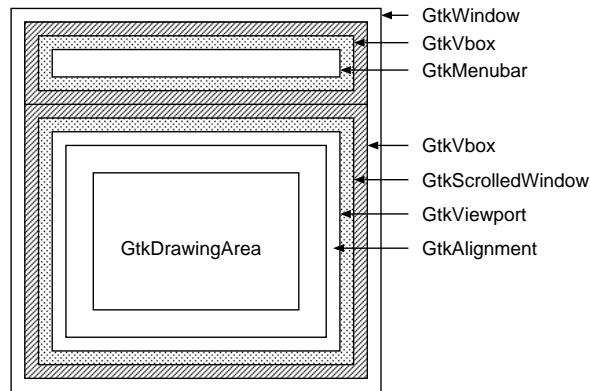 GtkWindow
GtkVbox
GtkMenubar
GtkVbox
GtkScrolledWindow
GtkViewport
GtkDrawingArea
GtkAlignment